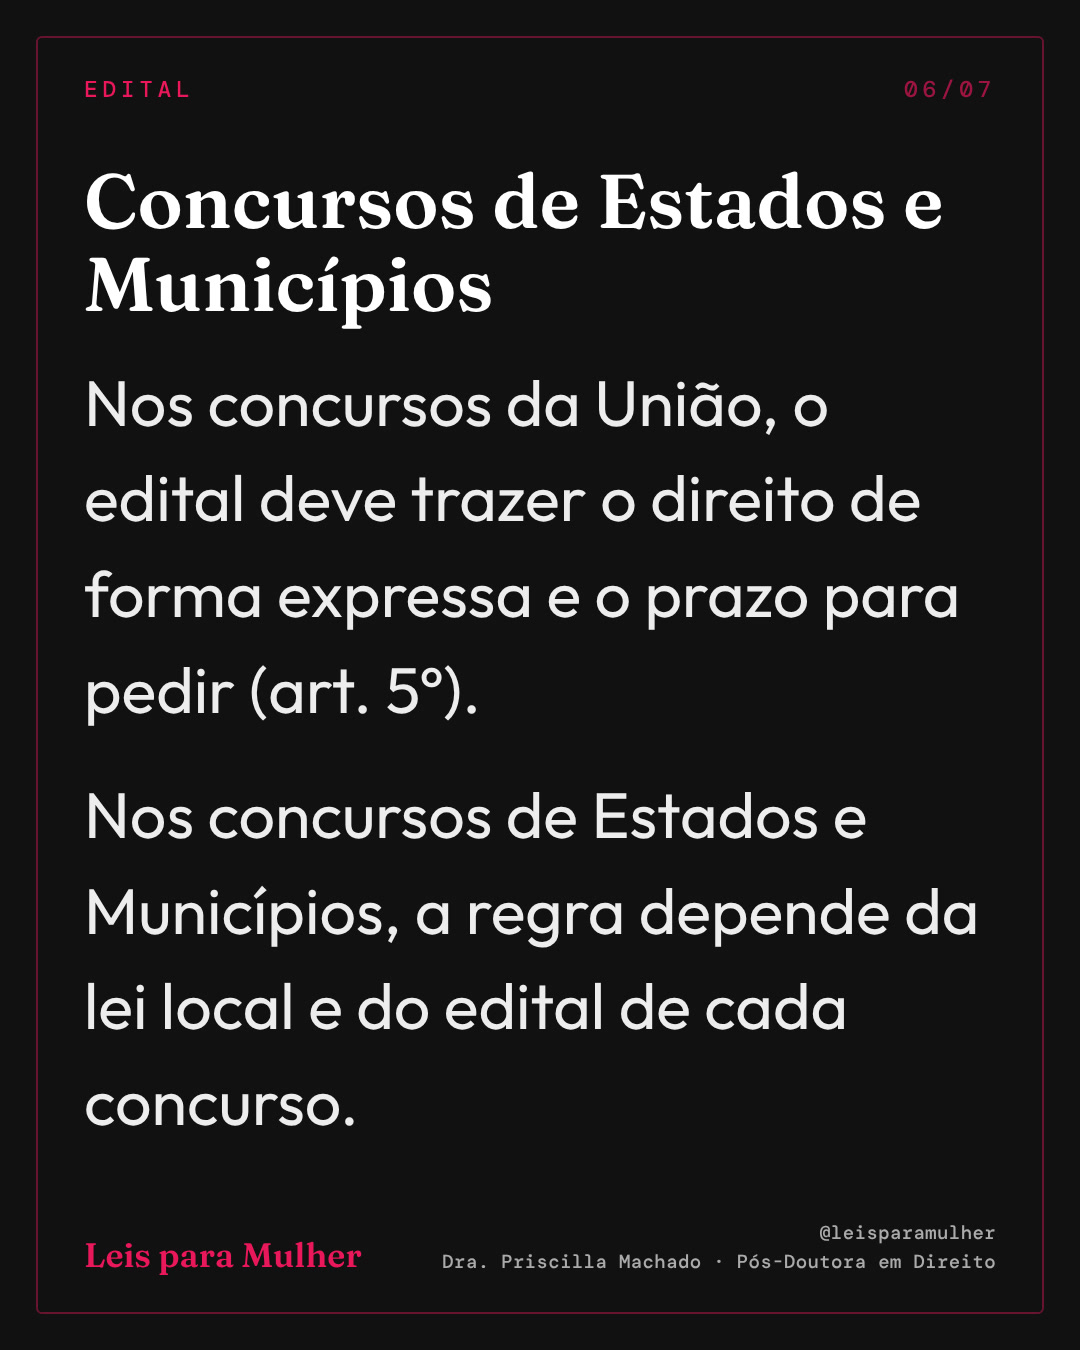 EDITAL
06/07
Concursos de Estados e
Municípios
Nos concursos da União, o
edital deve trazer o direito de
forma expressa e o prazo para
pedir (art. 5º).
Nos concursos de Estados e
Municípios, a regra depende da
lei local e do edital de cada
concurso.
Leis para Mulher
@leisparamulher
Dra. Priscilla Machado · Pós-Doutora em Direito